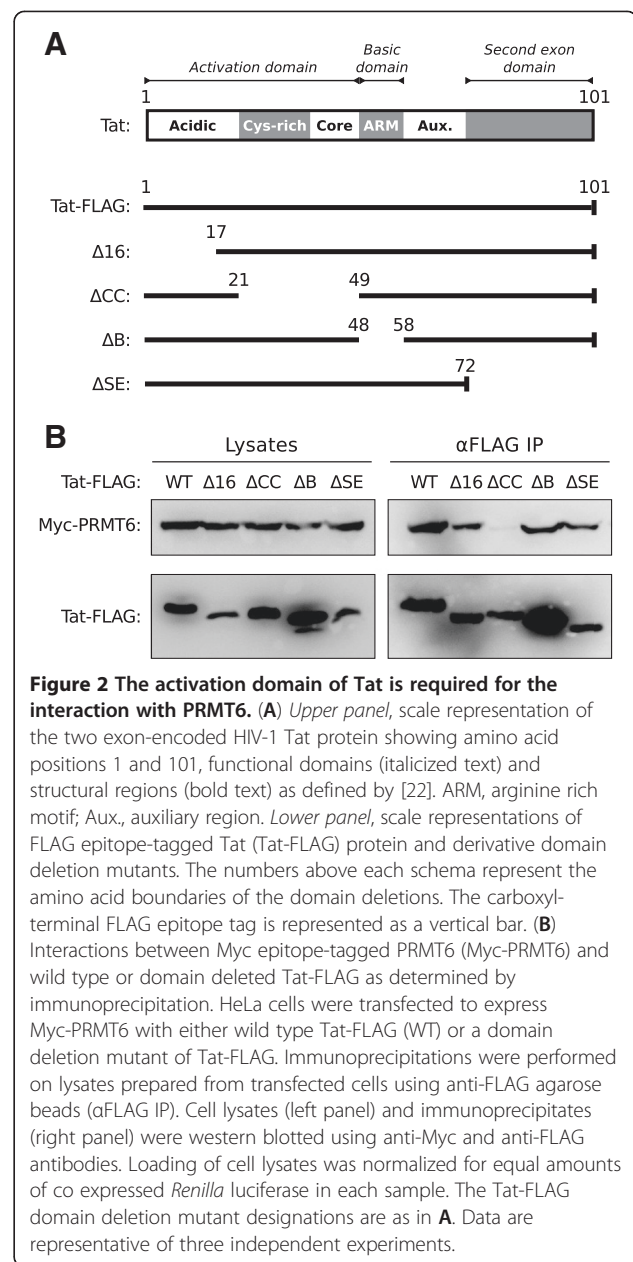 A
Activation domain
Basic
domain
Second exon
domain
1 101
Tat: Acidic Cys-rich Core ARM Aux.
1 101
Tat-FLAG:
17
Δ16:
21 49
ΔCC:
48 58
ΔB:
72
ΔSE:
B
Lysates αFLAG IP
Tat-FLAG: WT Δ16 ΔCC ΔB ΔSE WT Δ16 ΔCC ΔB ΔSE
Myc-PRMT6:
Tat-FLAG:
Figure 2 The activation domain of Tat is required for the
interaction with PRMT6. (A) Upper panel, scale representation of
the two exon-encoded HIV-1 Tat protein showing amino acid
positions 1 and 101, functional domains (italicized text) and
structural regions (bold text) as defined by [22]. ARM, arginine rich
motif; Aux., auxiliary region. Lower panel, scale representations of
FLAG epitope-tagged Tat (Tat-FLAG) protein and derivative domain
deletion mutants. The numbers above each schema represent the
amino acid boundaries of the domain deletions. The carboxyl-
terminal FLAG epitope tag is represented as a vertical bar. (B)
Interactions between Myc epitope-tagged PRMT6 (Myc-PRMT6) and
wild type or domain deleted Tat-FLAG as determined by
immunoprecipitation. HeLa cells were transfected to express
Myc-PRMT6 with either wild type Tat-FLAG (WT) or a domain
deletion mutant of Tat-FLAG. Immunoprecipitations were performed
on lysates prepared from transfected cells using anti-FLAG agarose
beads (αFLAG IP). Cell lysates (left panel) and immunoprecipitates
(right panel) were western blotted using anti-Myc and anti-FLAG
antibodies. Loading of cell lysates was normalized for equal amounts
of co expressed Renilla luciferase in each sample. The Tat-FLAG
domain deletion mutant designations are as in A. Data are
representative of three independent experiments.